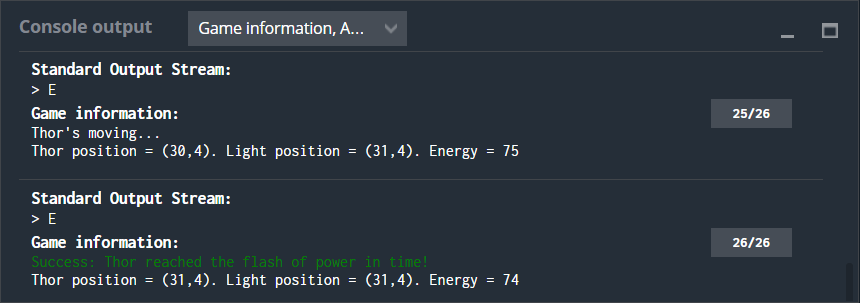 Console output
Game information, A...
Standard Output Stream:
> E
Game information:
25/26
Thor's moving...
Thor position = (30,4). Light position = (31,4). Energy = 75
Standard Output Stream:
> E
Game information:
26/26
Success: Thor reached the flash of power in time!
Thor position = (31,4). Light position = (31,4). Energy = 74